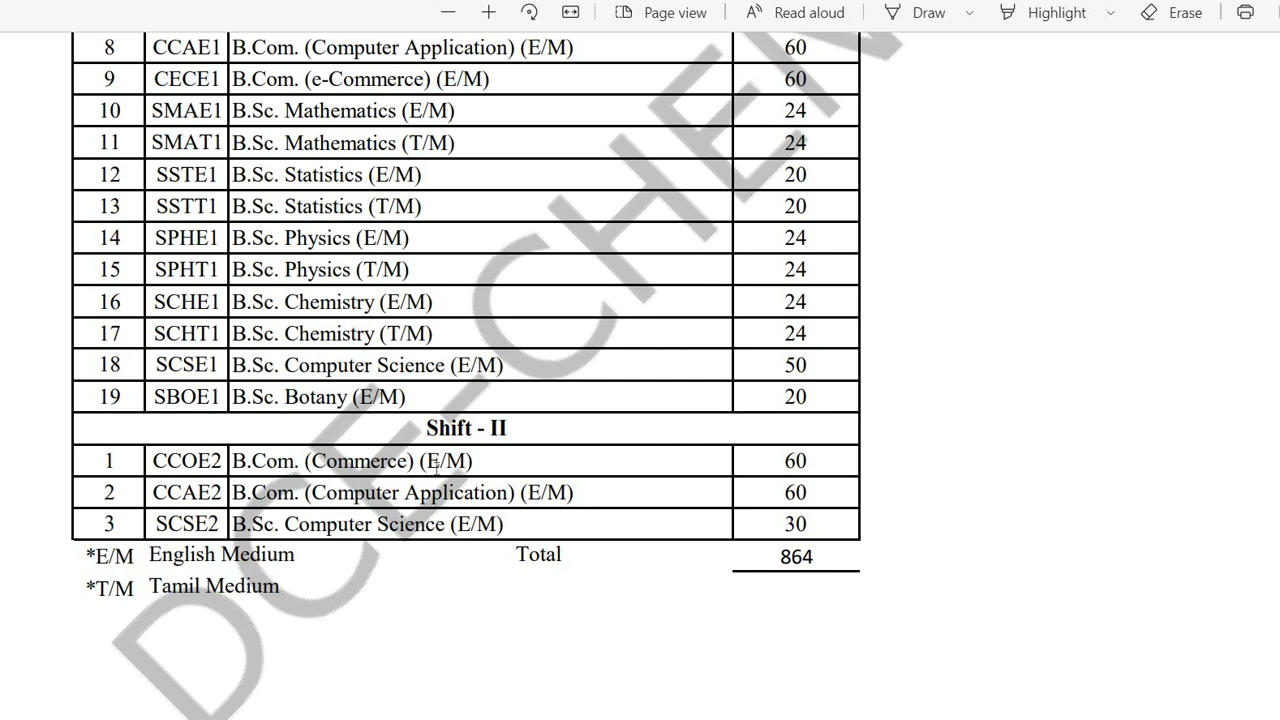 Page view Read aloud Draw Highlight Erase
8 CCAE1 B.Com. (Computer Application) (E/M) 60
9 CECE1 B.Com. (e-Commerce) (E/M) 60
10 SMAE1 B.Sc. Mathematics (E/M) 24
11 SMAT1 B.Sc. Mathematics (T/M) 24
12 SSTE1 B.Sc. Statistics (E/M) 20
13 SSTT1 B.Sc. Statistics (T/M) 20
14 SPHE1 B.Sc. Physics (E/M) 24
15 SPHT1 B.Sc. Physics (T/M) 24
16 SCHE1 B.Sc. Chemistry (E/M) 24
17 SCHT1 B.Sc. Chemistry (T/M) 24
18 SCSE1 B.Sc. Computer Science (E/M) 50
19 SBOE1 B.Sc. Botany (E/M) 20
Shift - II
1 CCOE2 B.Com. (Commerce) (E/M) 60
2 CCAE2 B.Com. (Computer Application) (E/M) 60
3 SCSE2 B.Sc. Computer Science (E/M) 30
*E/M English Medium Total 864
*T/M Tamil Medium
DCE-CHEN